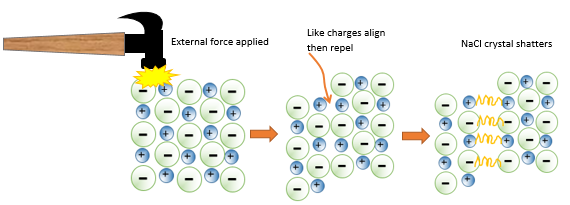 External force applied
Like charges align
then repel
NaCl crystal shatters